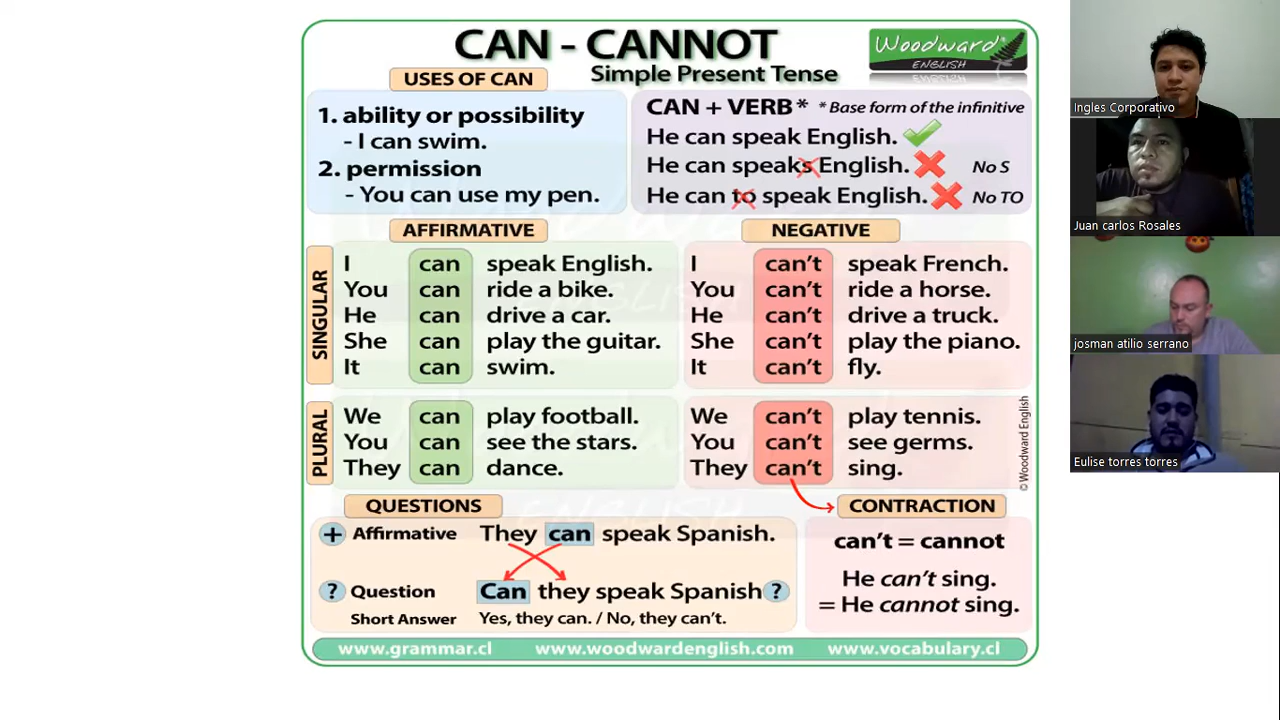 CAN - CANNOT
Simple Present Tense
Woodward®
ENGLISH
USES OF CAN
1. ability or possibility
- I can swim.
2. permission
- You can use my pen.
CAN + VERB* * Base form of the infinitive
He can speak English.
He can speaks English. No S
He can to speak English. No TO
AFFIRMATIVE
SINGULAR
I can speak English.
You can ride a bike.
He can drive a car.
She can play the guitar.
It can swim.
PLURAL
We can play football.
You can see the stars.
They can dance.
NEGATIVE
I can't speak French.
You can't ride a horse.
He can't drive a truck.
She can't play the piano.
It can't fly.
We can't play tennis.
You can't see germs.
They can't sing.
© Woodward English
QUESTIONS
+ Affirmative They can speak Spanish.
? Question Can they speak Spanish?
Short Answer Yes, they can. / No, they can't.
CONTRACTION
can't = cannot
He can't sing.
= He cannot sing.
www.grammar.cl www.woodwardenglish.com www.vocabulary.cl
Ingles Corporativo
Juan carlos Rosales
josman atilio serrano
Eulise torres torres